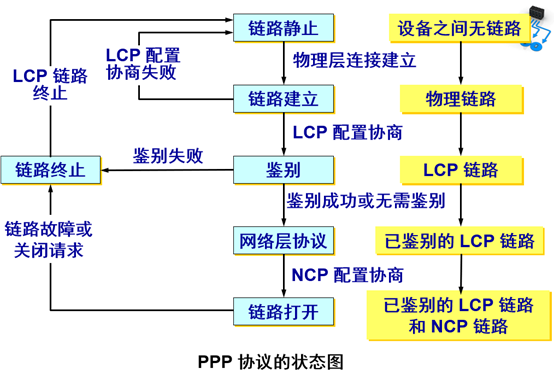 链路静止
设备之间无链路
LCP 配置
协商失败
物理层连接建立
LCP 链路
终止
链路建立
物理链路
LCP 配置协商
鉴别失败
链路终止
鉴别
LCP 链路
鉴别成功或无需鉴别
链路故障或
关闭请求
网络层协议
已鉴别的 LCP 链路
NCP 配置协商
链路打开
已鉴别的 LCP 链路
和 NCP 链路
PPP 协议的状态图